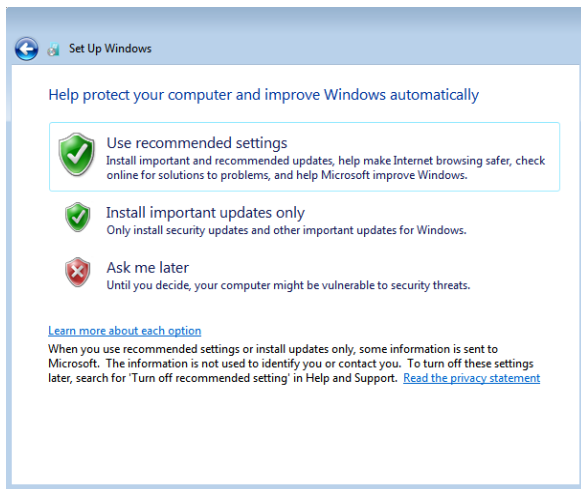 Set Up Windows
Help protect your computer and improve Windows automatically
Use recommended settings
Install important and recommended updates, help make Internet browsing safer, check
online for solutions to problems, and help Microsoft improve Windows.
Install important updates only
Only install security updates and other important updates for Windows.
Ask me later
Until you decide, your computer might be vulnerable to security threats.
Learn more about each option
When you use recommended settings or install updates only, some information is sent to
Microsoft. The information is not used to identify you or contact you. To turn off these settings
later, search for 'Turn off recommended setting' in Help and Support. Read the privacy statement